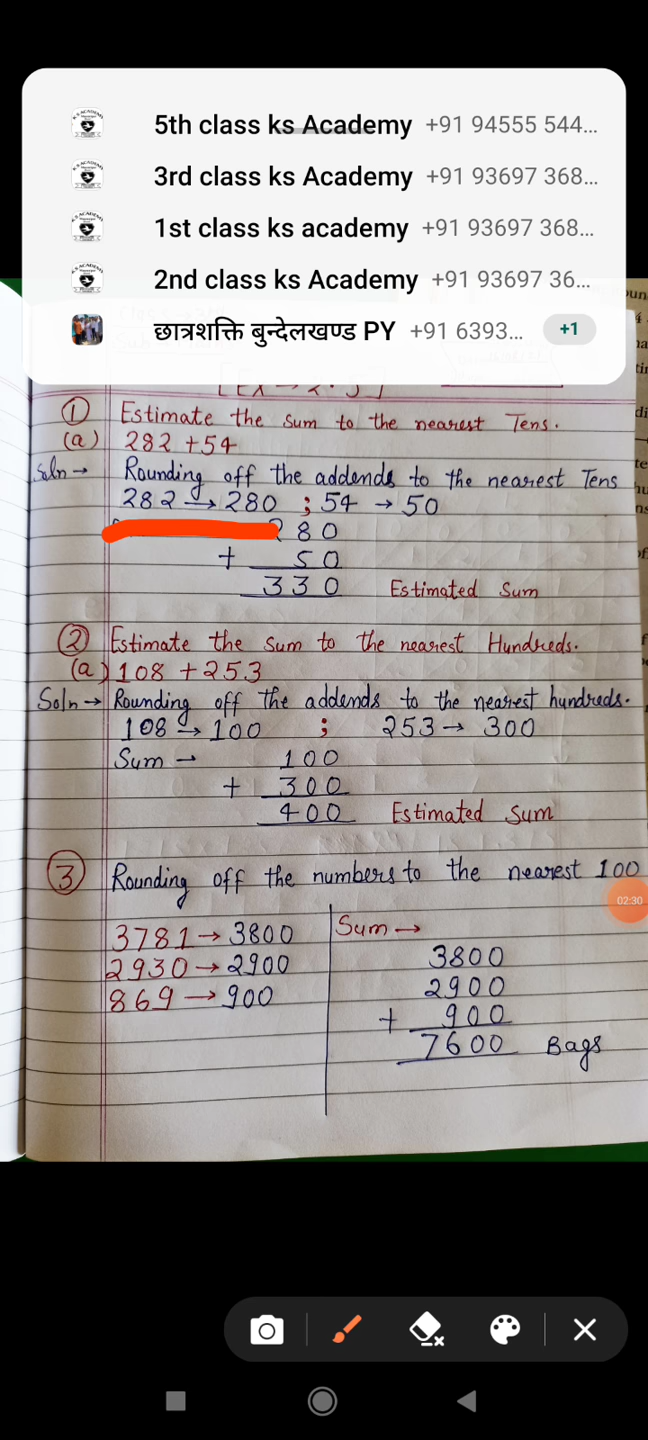 5th class ks Academy +91 94555 544...
3rd class ks Academy +91 93697 368...
1st class ks academy +91 93697 368...
2nd class ks Academy +91 93697 36...
छात्रशक्ति बुन्देलखण्ड PY +91 6393... +1
① Estimate the sum to the nearest Tens.
(a) 282 + 54
Soln → Rounding off the addends to the nearest Tens
282 → 280 ; 54 → 50
280
+ 50
330 Estimated Sum
② Estimate the Sum to the nearest Hundreds.
(a) 108 + 253
Soln → Rounding off the addends to the nearest hundreds.
108 → 100 ; 253 → 300
Sum → 100
+ 300
400 Estimated Sum
③ Rounding off the numbers to the nearest 100
02:30
3781 → 3800
2930 → 2900
869 → 900
Sum →
3800
2900
+ 900
7600 Bags